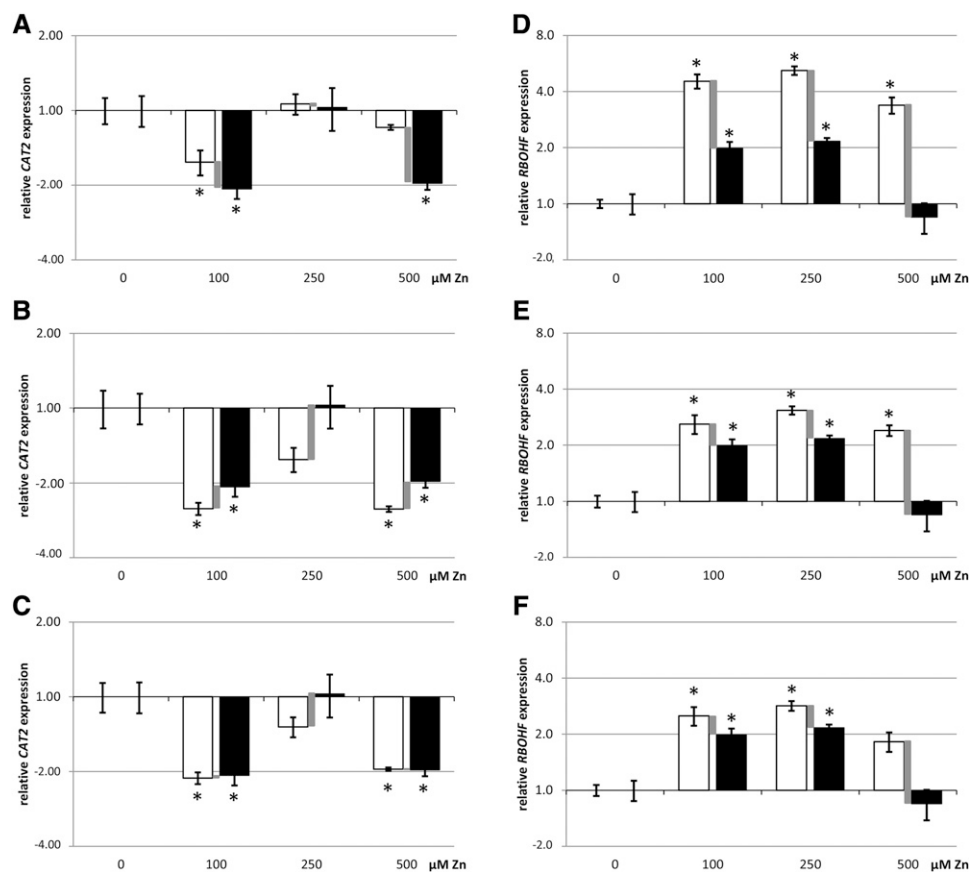 A
relative CAT2 expression
2.00
1.00
-2.00
-4.00
* * *
0 100 250 500 µM Zn
B
relative CAT2 expression
2.00
1.00
-2.00
-4.00
* * * *
0 100 250 500 µM Zn
C
relative CAT2 expression
2.00
1.00
-2.00
-4.00
* * * *
0 100 250 500 µM Zn
D
relative RBOHF expression
8.0
4.0
2.0
1.0
-2.0
* * * * *
0 100 250 500 µM Zn
E
relative RBOHF expression
8.0
4.0
2.0
1.0
-2.0
* * * * *
0 100 250 500 µM Zn
F
relative RBOHF expression
8.0
4.0
2.0
1.0
-2.0
* * * *
0 100 250 500 µM Zn